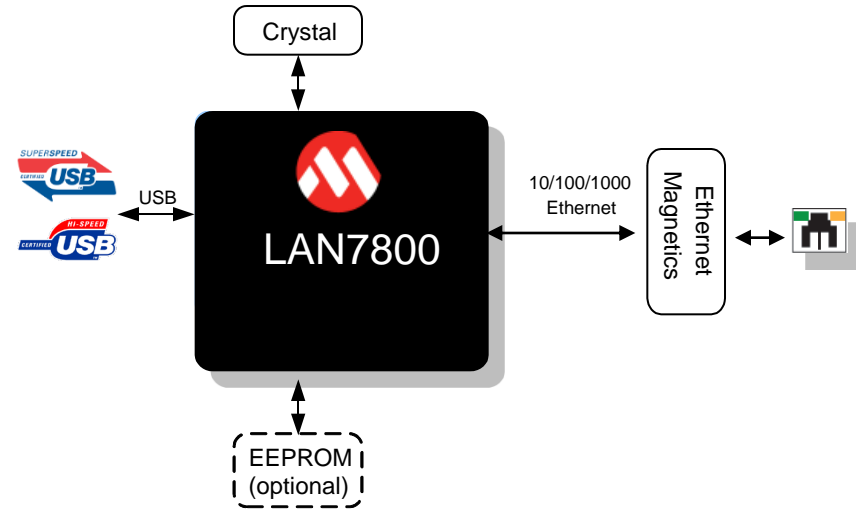 Crystal
SUPERSPEED
CERTIFIED USB
HI-SPEED
CERTIFIED USB
USB
LAN7800
10/100/1000
Ethernet
Ethernet
Magnetics
EEPROM
(optional)